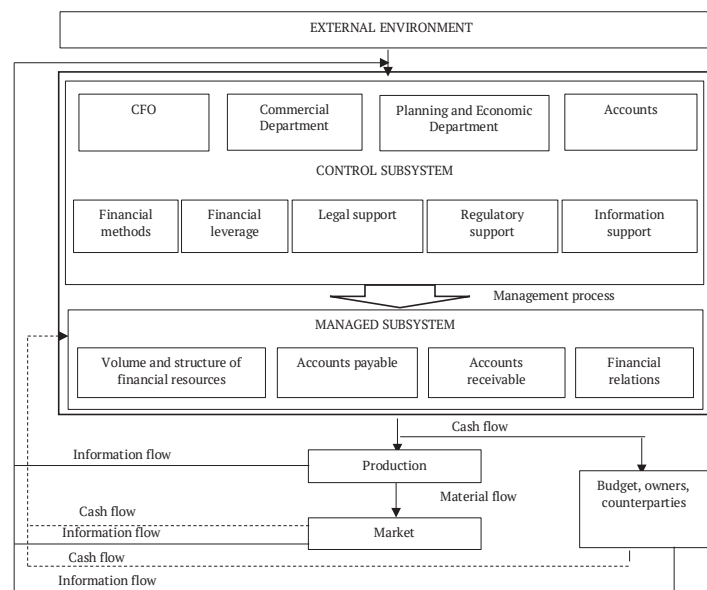 EXTERNAL ENVIRONMENT
CFO
Commercial
Department
Planning and Economic
Department
Accounts
CONTROL SUBSYSTEM
Financial
methods
Financial
leverage
Legal support
Regulatory
support
Information
support
Management process
MANAGED SUBSYSTEM
Volume and structure of
financial resources
Accounts payable
Accounts
receivable
Financial
relations
Cash flow
Information flow
Production
Material flow
Budget, owners,
counterparties
Cash flow
Information flow
Market
Cash flow
Information flow